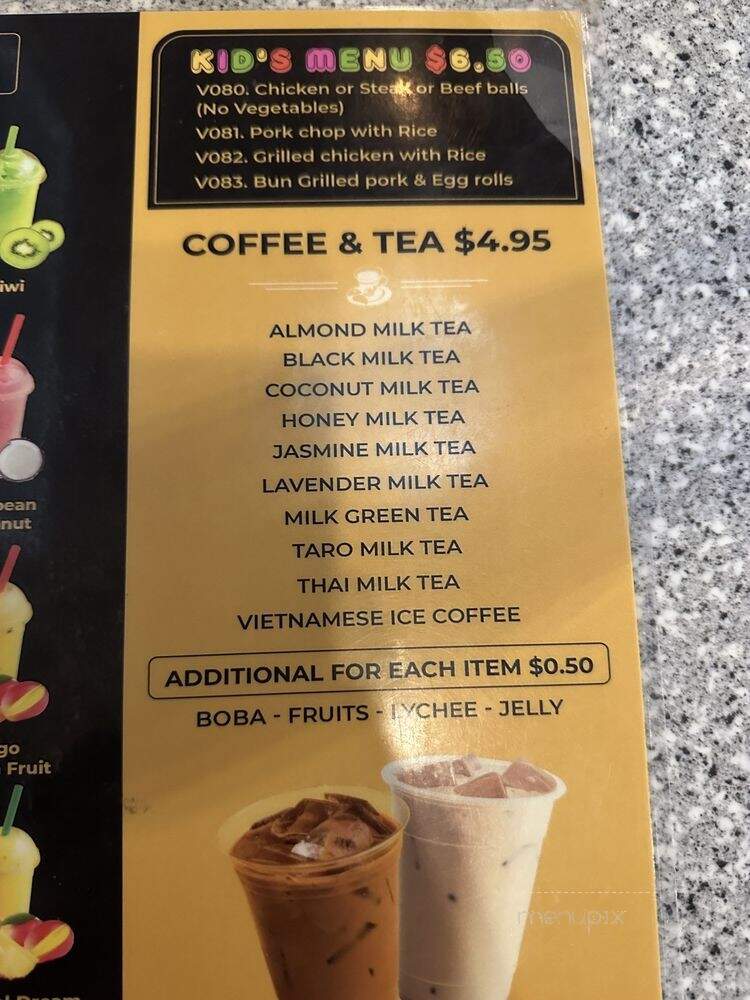 KID'S MENU $6.50
V080. Chicken or Steak or Beef balls
(No Vegetables)
V081. Pork chop with Rice
V082. Grilled chicken with Rice
V083. Bun Grilled pork & Egg rolls
COFFEE & TEA $4.95
ALMOND MILK TEA
BLACK MILK TEA
COCONUT MILK TEA
HONEY MILK TEA
JASMINE MILK TEA
LAVENDER MILK TEA
MILK GREEN TEA
TARO MILK TEA
THAI MILK TEA
VIETNAMESE ICE COFFEE
ADDITIONAL FOR EACH ITEM $0.50
BOBA - FRUITS - LYCHEE - JELLY
iwi
bean
nut
go
Fruit
menupix